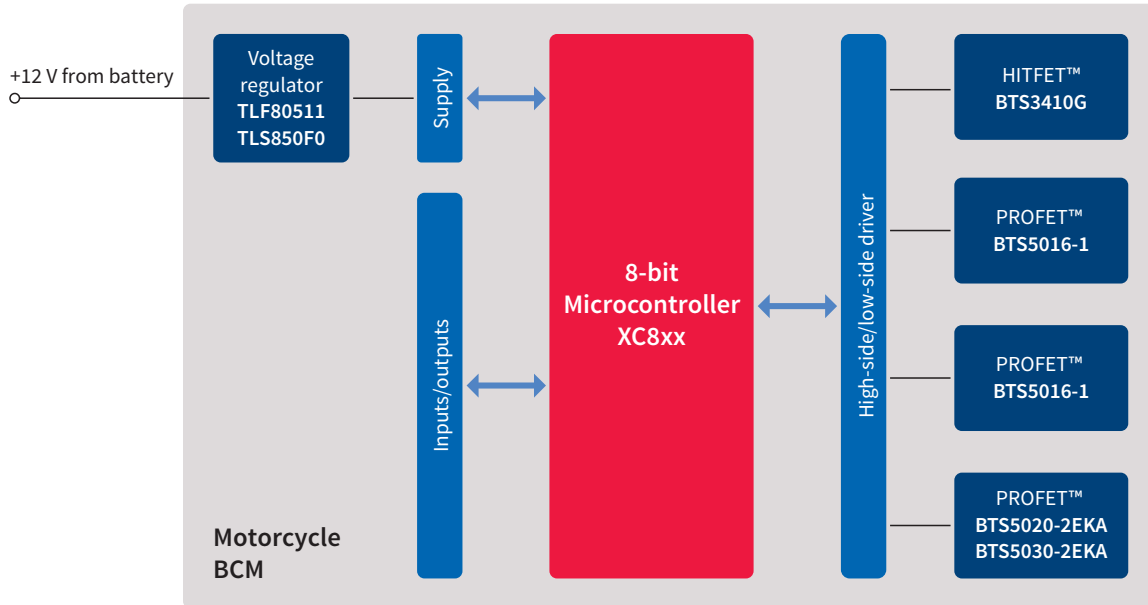 +12 V from battery
Voltage
regulator
TLF80511
TLS850F0
Supply
Inputs/outputs
8-bit
Microcontroller
XC8xx
High-side/low-side driver
HITFET™
BTS3410G
PROFET™
BTS5016-1
PROFET™
BTS5016-1
PROFET™
BTS5020-2EKA
BTS5030-2EKA
Motorcycle
BCM